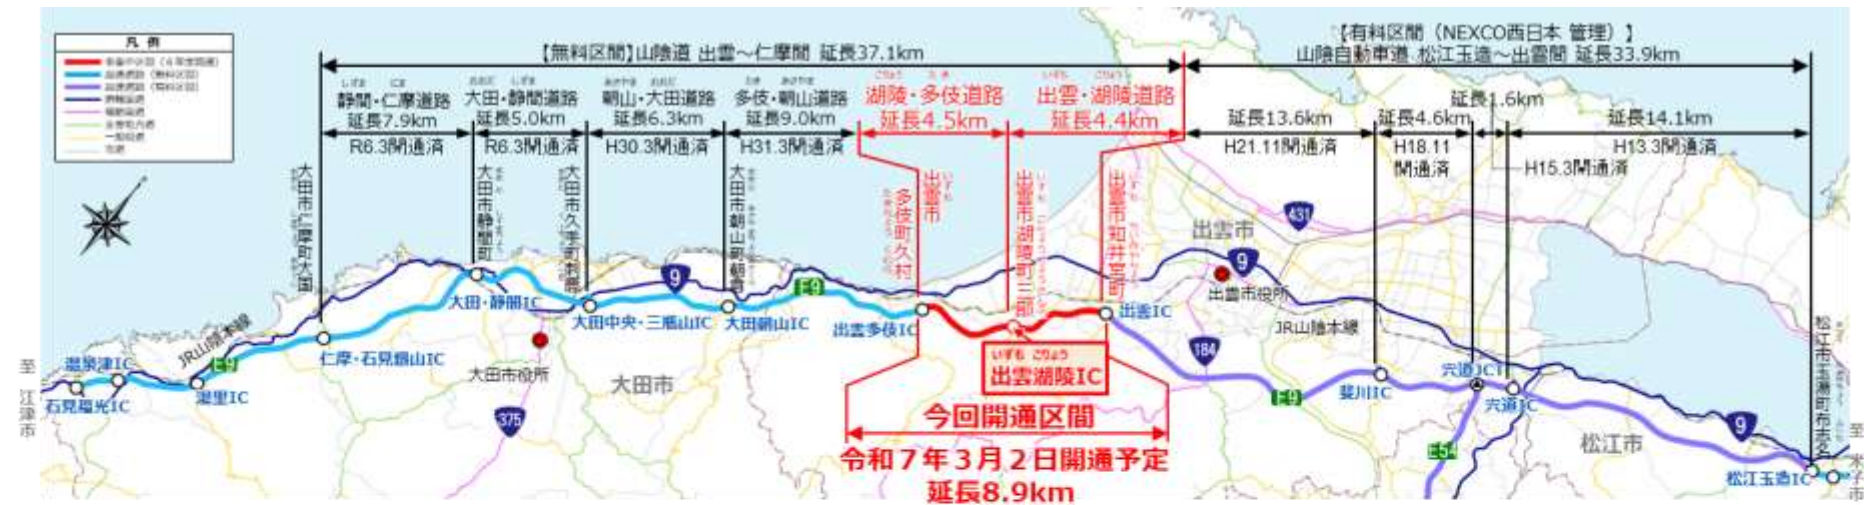 凡 例
【無料区間】山陰道 出雲～仁摩間 延長37.1km
【有料区間（NEXCO西日本 管理）】
山陰自動車道 松江玉造～出雲間 延長33.9km
静間・仁摩道路
延長7.9km
R6.3開通済
大田・静間道路
延長5.0km
R6.3開通済
朝山・大田道路
延長6.3km
H30.3開通済
多伎・朝山道路
延長9.0km
H31.3開通済
湖陵・多伎道路
延長4.5km
出雲・湖陵道路
延長4.4km
延長13.6km
H21.11開通済
延長4.6km
H18.11
開通済
延長1.6km
H15.3開通済
延長14.1km
H13.3開通済
大田市仁摩町大国
大田市静間町
大田市久手町刺鹿
大田市朝山町朝倉
出雲市
多伎町久村
出雲市湖陵町三部
出雲市知井宮町
松江市玉湯町布志名
至 江津市
至 米子市
石見福光IC
温泉津IC
湯里IC
JR山陰本線
E9
仁摩・石見銀山IC
大田・静間IC
大田市役所
375
大田市
大田中央・三瓶山IC
9
大田朝山IC
E9
出雲多伎IC
いずも こりょう
出雲湖陵IC
出雲IC
出雲市
431
9
出雲市役所
JR山陰本線
184
E9
斐川IC
宍道JCT
宍道IC
E54
松江市
9
松江玉造IC
今回開通区間
令和７年３月２日開通予定
延長8.9km